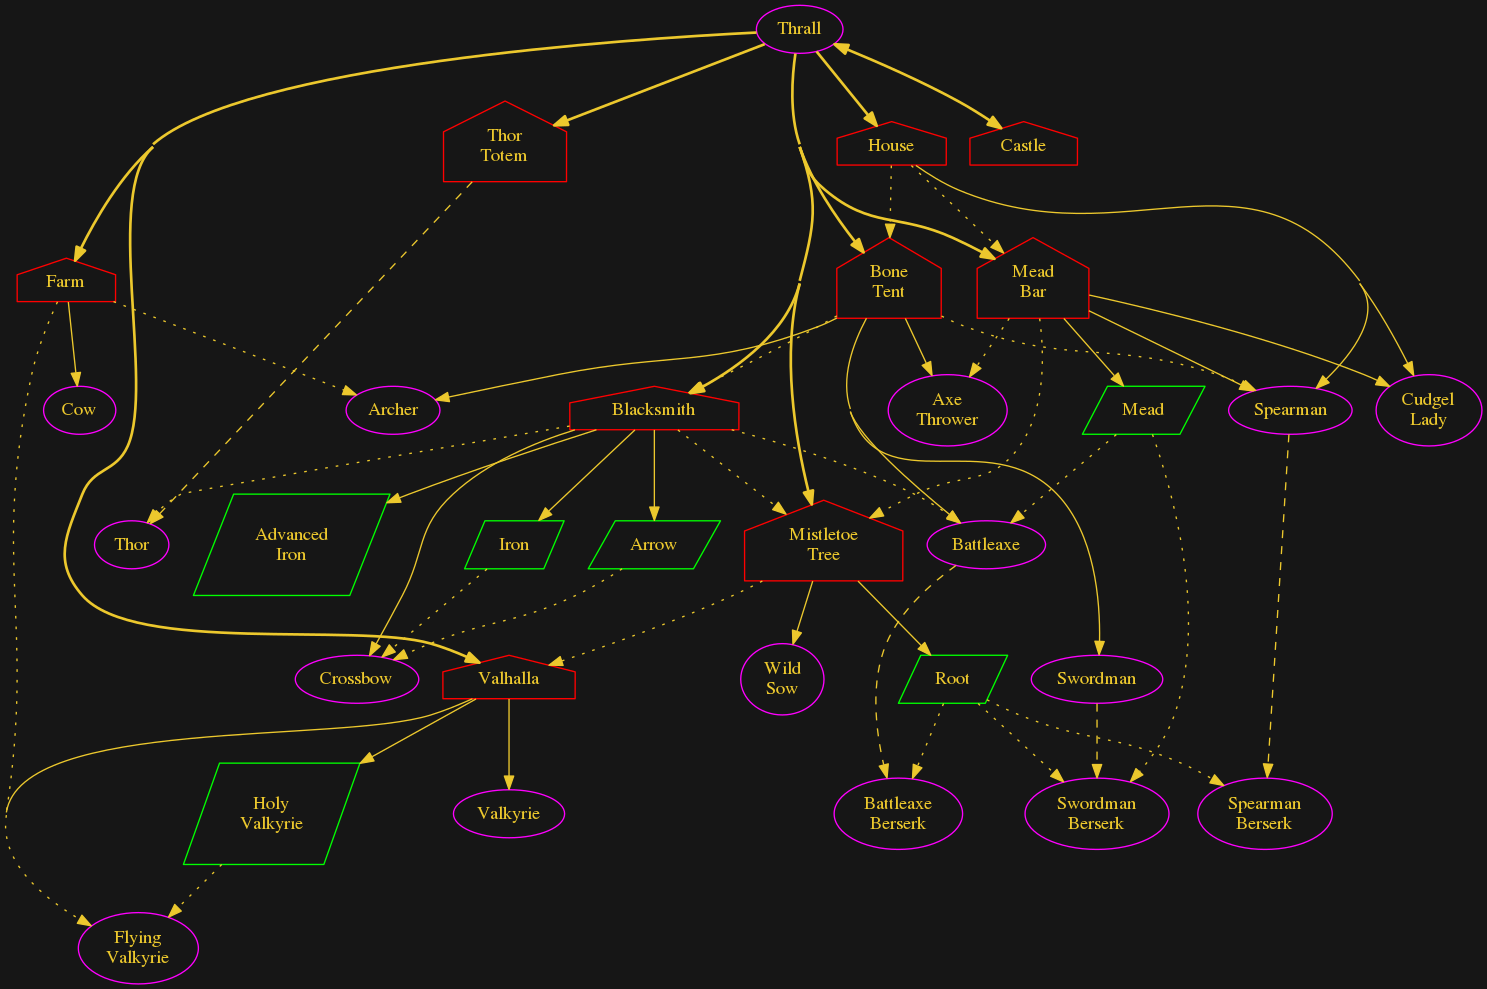 Thrall
Thor
Totem
House
Castle
Farm
Bone
Tent
Mead
Bar
Cow
Archer
Blacksmith
Axe
Thrower
Mead
Spearman
Cudgel
Lady
Thor
Advanced
Iron
Iron
Arrow
Mistletoe
Tree
Battleaxe
Crossbow
Valhalla
Wild
Sow
Root
Swordman
Holy
Valkyrie
Valkyrie
Battleaxe
Berserk
Swordman
Berserk
Spearman
Berserk
Flying
Valkyrie